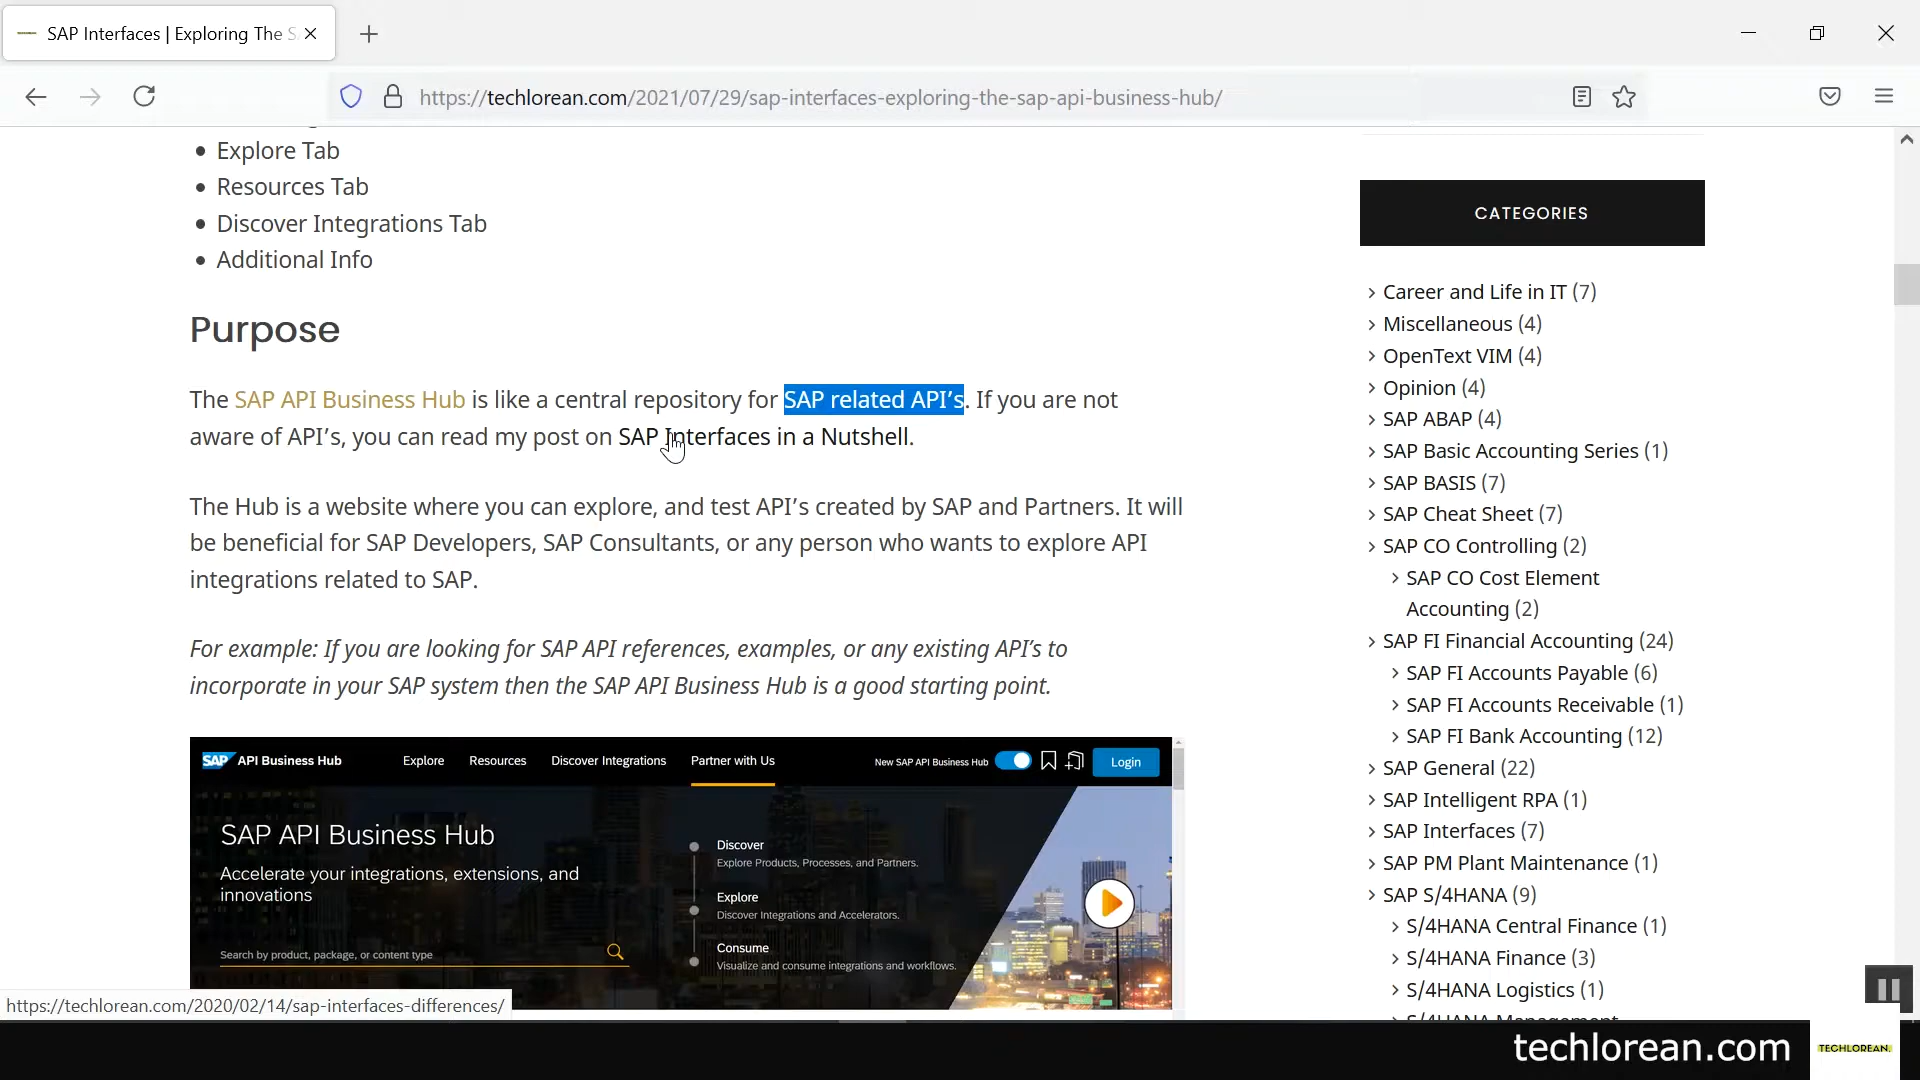 SAP Interfaces | Exploring The S
https://techlorean.com/2021/07/29/sap-interfaces-exploring-the-sap-api-business-hub/
Explore Tab
Resources Tab
Discover Integrations Tab
Additional Info
Purpose
The SAP API Business Hub is like a central repository for SAP related API’s. If you are not
aware of API’s, you can read my post on SAP Interfaces in a Nutshell.
The Hub is a website where you can explore, and test API’s created by SAP and Partners. It will
be beneficial for SAP Developers, SAP Consultants, or any person who wants to explore API
integrations related to SAP.
For example: If you are looking for SAP API references, examples, or any existing API’s to
incorporate in your SAP system then the SAP API Business Hub is a good starting point.
SAP API Business Hub Explore Resources Discover Integrations Partner with Us New SAP API Business Hub Login
SAP API Business Hub
Accelerate your integrations, extensions, and
innovations
Search by product, package, or content type
Discover
Explore Products, Processes, and Partners.
Explore
Discover Integrations and Accelerators.
Consume
Visualize and consume integrations and workflows.
CATEGORIES
Career and Life in IT (7)
Miscellaneous (4)
OpenText VIM (4)
Opinion (4)
SAP ABAP (4)
SAP Basic Accounting Series (1)
SAP BASIS (7)
SAP Cheat Sheet (7)
SAP CO Controlling (2)
SAP CO Cost Element
Accounting (2)
SAP FI Financial Accounting (24)
SAP FI Accounts Payable (6)
SAP FI Accounts Receivable (1)
SAP FI Bank Accounting (12)
SAP General (22)
SAP Intelligent RPA (1)
SAP Interfaces (7)
SAP PM Plant Maintenance (1)
SAP S/4HANA (9)
S/4HANA Central Finance (1)
S/4HANA Finance (3)
S/4HANA Logistics (1)
S/4HANA Management
https://techlorean.com/2020/02/14/sap-interfaces-differences/
techlorean.com
TECHLOREAN.